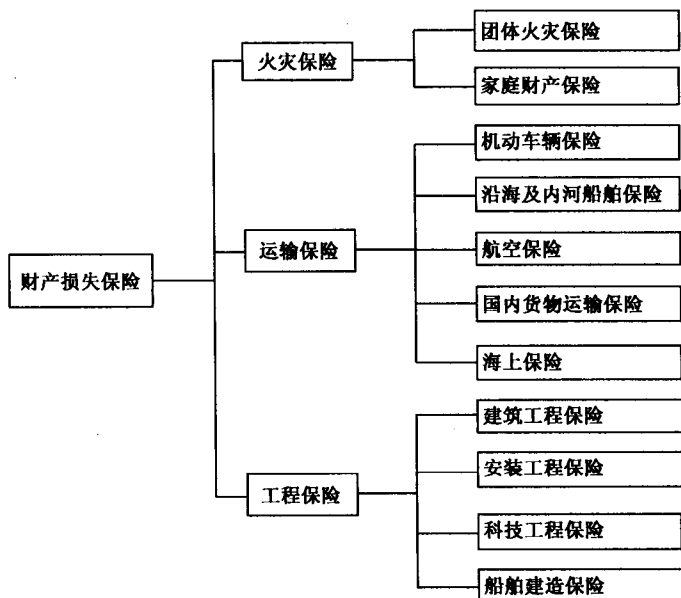 财产损失保险
火灾保险
团体火灾保险
家庭财产保险
运输保险
机动车辆保险
沿海及内河船舶保险
航空保险
国内货物运输保险
海上保险
工程保险
建筑工程保险
安装工程保险
科技工程保险
船舶建造保险